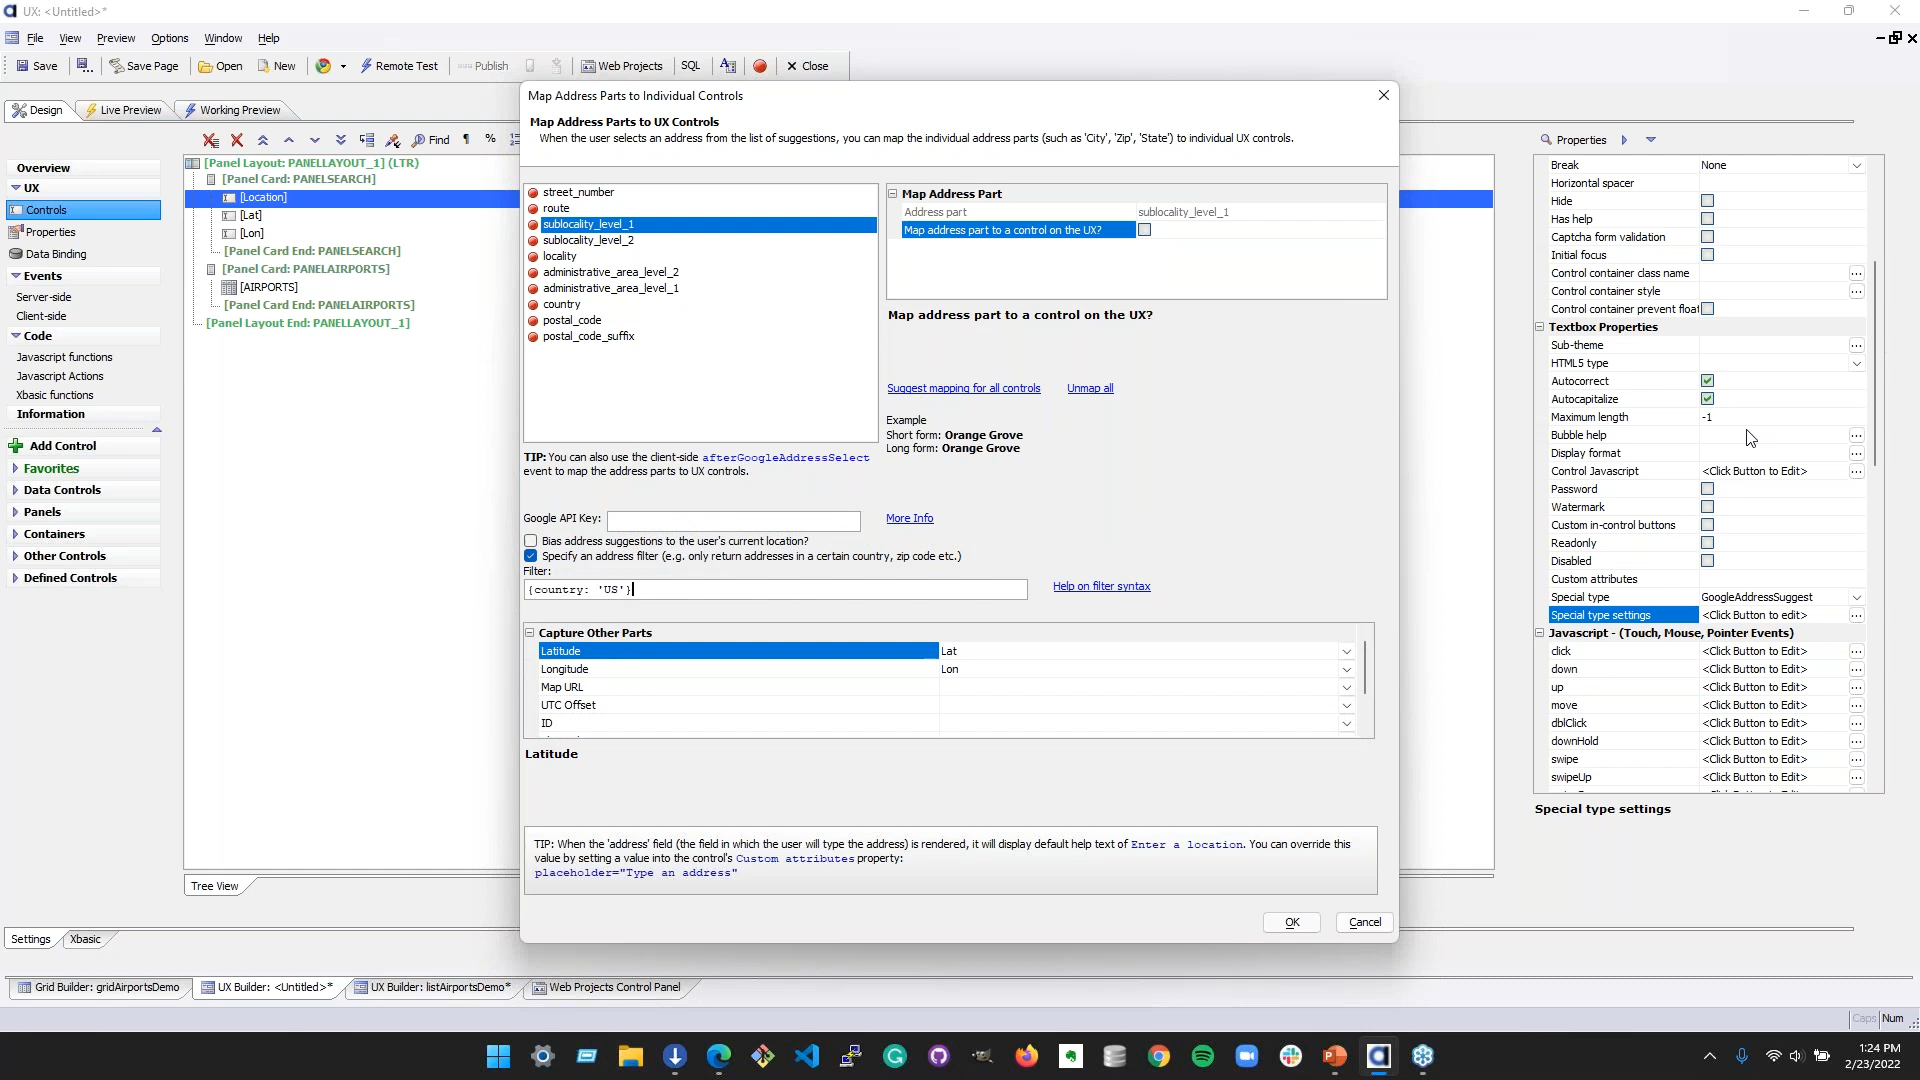 UX: <Untitled>*
File View Preview Options Window Help
Save Save Page Open New Remote Test Publish Web Projects SQL Close
Design Live Preview Working Preview
Find ¶ %
Overview
UX
Controls
Properties
Data Binding
Events
Server-side
Client-side
Code
Javascript functions
Javascript Actions
Xbasic functions
Information
Add Control
Favorites
Data Controls
Panels
Containers
Other Controls
Defined Controls
[Panel Layout: PANELLAYOUT_1] (LTR)
[Panel Card: PANELSEARCH]
[Location]
[Lat]
[Lon]
[Panel Card End: PANELSEARCH]
[Panel Card: PANELAIRPORTS]
[AIRPORTS]
[Panel Card End: PANELAIRPORTS]
[Panel Layout End: PANELLAYOUT_1]
Tree View
Map Address Parts to Individual Controls
Map Address Parts to UX Controls
When the user selects an address from the list of suggestions, you can map the individual address parts (such as 'City', 'Zip', 'State') to individual UX controls.
street_number
route
sublocality_level_1
sublocality_level_2
locality
administrative_area_level_2
administrative_area_level_1
country
postal_code
postal_code_suffix
Map Address Part
Address part sublocality_level_1
Map address part to a control on the UX?
Map address part to a control on the UX?
Suggest mapping for all controls Unmap all
Example
Short form: Orange Grove
Long form: Orange Grove
TIP: You can also use the client-side afterGoogleAddressSelect
event to map the address parts to UX controls.
Google API Key: More Info
Bias address suggestions to the user's current location?
Specify an address filter (e.g. only return addresses in a certain country, zip code etc.)
Filter:
{country: 'US'}
Help on filter syntax
Capture Other Parts
Latitude Lat
Longitude Lon
Map URL
UTC Offset
ID
Latitude
TIP: When the 'address' field (the field in which the user will type the address) is rendered, it will display default help text of Enter a location. You can override this
value by setting a value into the control's Custom attributes property:
placeholder="Type an address"
OK Cancel
Properties
Break None
Horizontal spacer
Hide
Has help
Captcha form validation
Initial focus
Control container class name
Control container style
Control container prevent float
Textbox Properties
Sub-theme
HTML5 type
Autocorrect
Autocapitalize
Maximum length -1
Bubble help
Display format
Control Javascript <Click Button to Edit>
Password
Watermark
Custom in-control buttons
Readonly
Disabled
Custom attributes
Special type GoogleAddressSuggest
Special type settings <Click Button to edit>
Javascript - (Touch, Mouse, Pointer Events)
click <Click Button to Edit>
down <Click Button to Edit>
up <Click Button to Edit>
move <Click Button to Edit>
dblClick <Click Button to Edit>
downHold <Click Button to Edit>
swipe <Click Button to Edit>
swipeUp <Click Button to Edit>
Special type settings
Settings Xbasic
Grid Builder: gridAirportsDemo UX Builder: <Untitled>* UX Builder: listAirportsDemo* Web Projects Control Panel
Caps Num
1:24 PM
2/23/2022